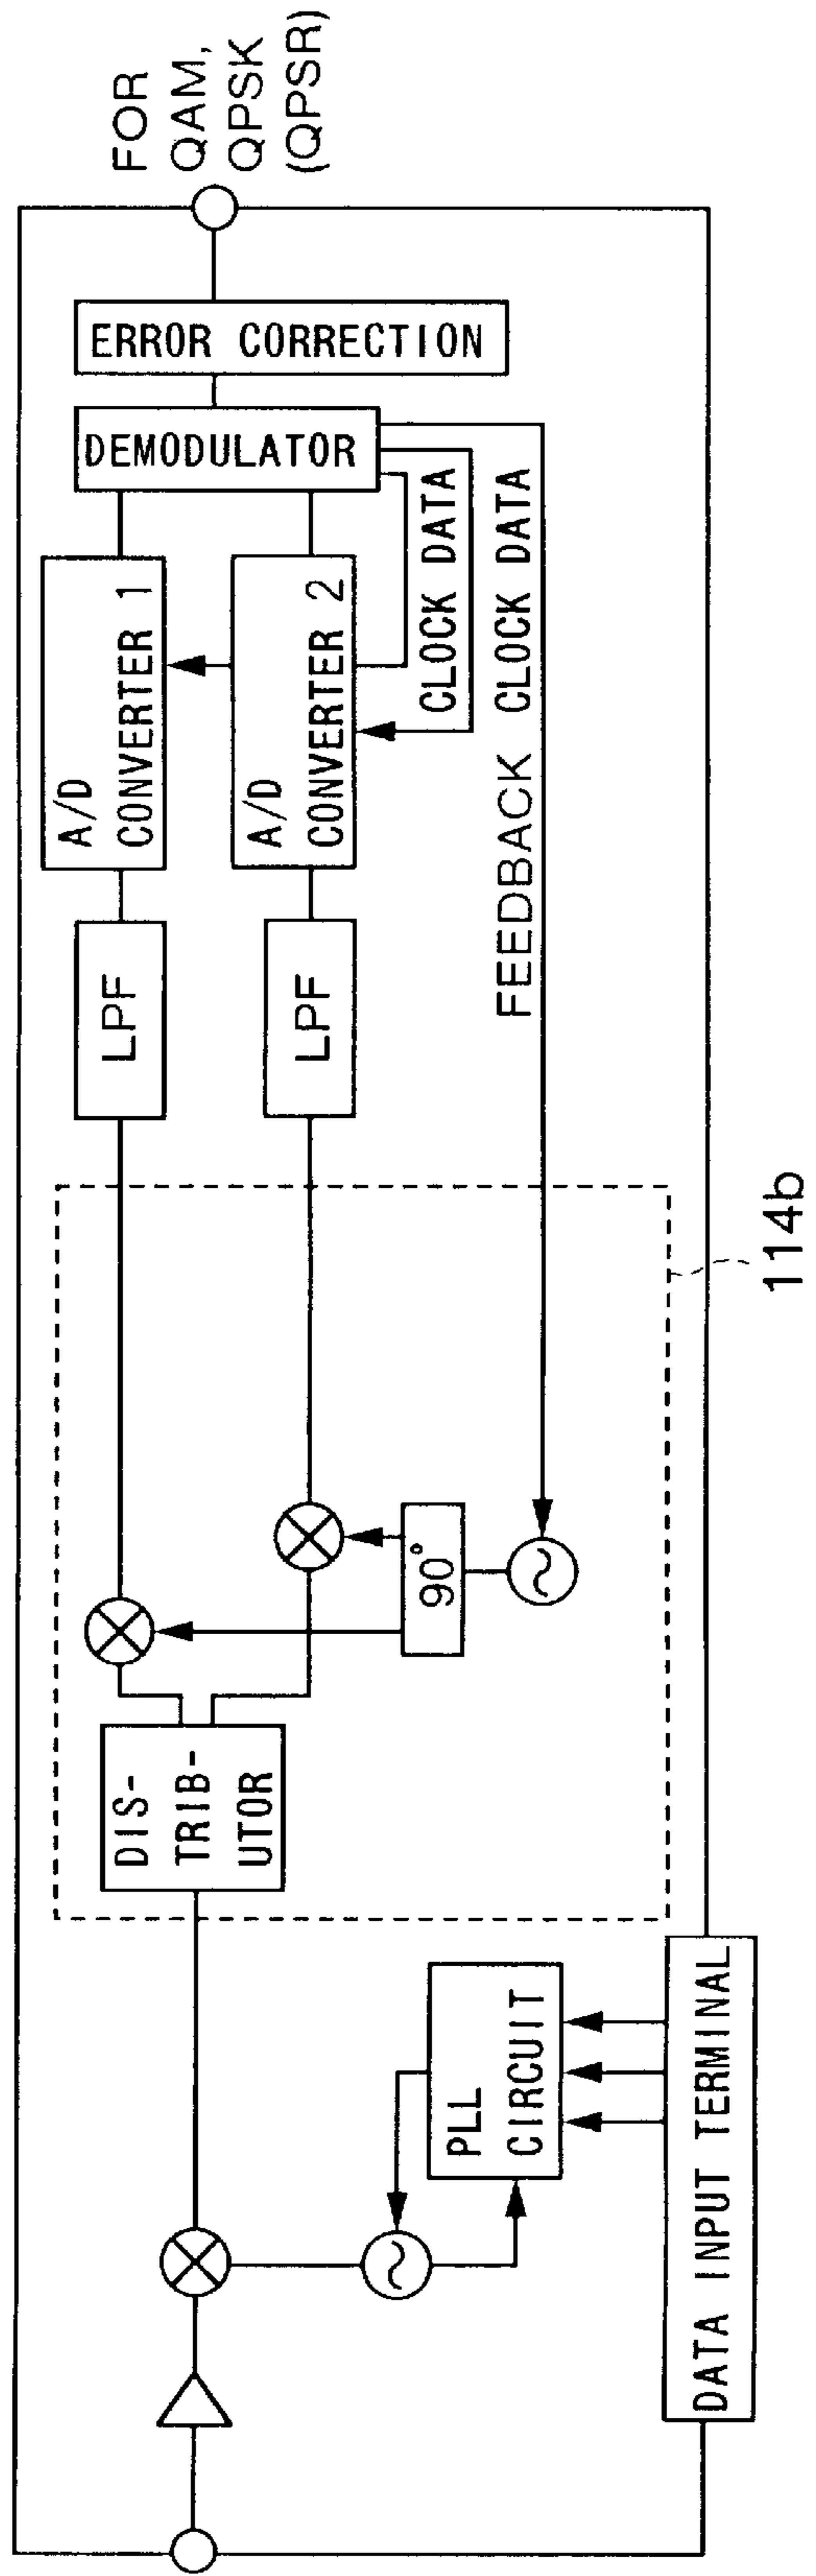 FOR
QAM,
QPSK
(QPSR)
ERROR CORRECTION
DEMODULATOR
A/D
CONVERTER 1
A/D
CONVERTER 2
CLOCK DATA
FEEDBACK CLOCK DATA
LPF
LPF
114b
90°
DIS-
TRIB-
UTOR
PLL
CIRCUIT
DATA INPUT TERMINAL